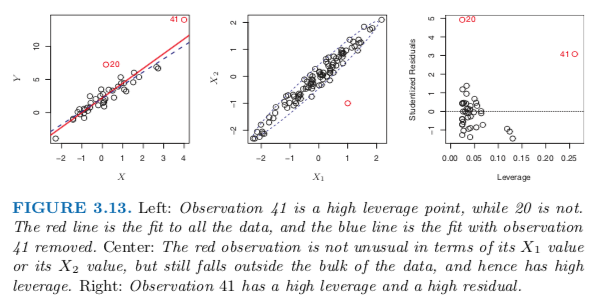 41
20
10
5
0
Y
−2 −1 0 1 2 3 4
X
2
1
0
−1
−2
X2
−2 −1 0 1 2
X1
5
4
3
2
1
0
−1
Studentized Residuals
20
41
0.00 0.05 0.10 0.15 0.20 0.25
Leverage
FIGURE 3.13. Left: Observation 41 is a high leverage point, while 20 is not.
The red line is the fit to all the data, and the blue line is the fit with observation
41 removed. Center: The red observation is not unusual in terms of its X1 value
or its X2 value, but still falls outside the bulk of the data, and hence has high
leverage. Right: Observation 41 has a high leverage and a high residual.